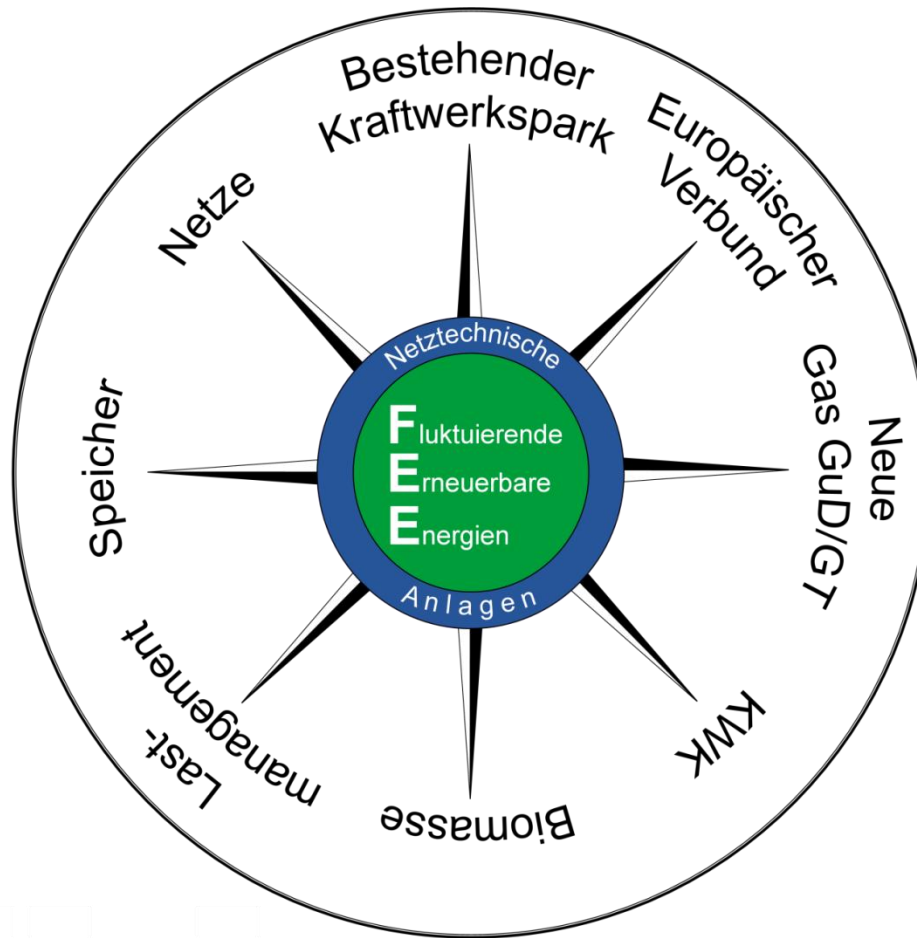 Bestehender
Kraftwerkspark
Europäischer
Verbund
Neue
Gas GuD/GT
KWK
Biomasse
Last-
management
Speicher
Netze
Netztechnische
Anlagen
Fluktuierende
Erneuerbare
Energien